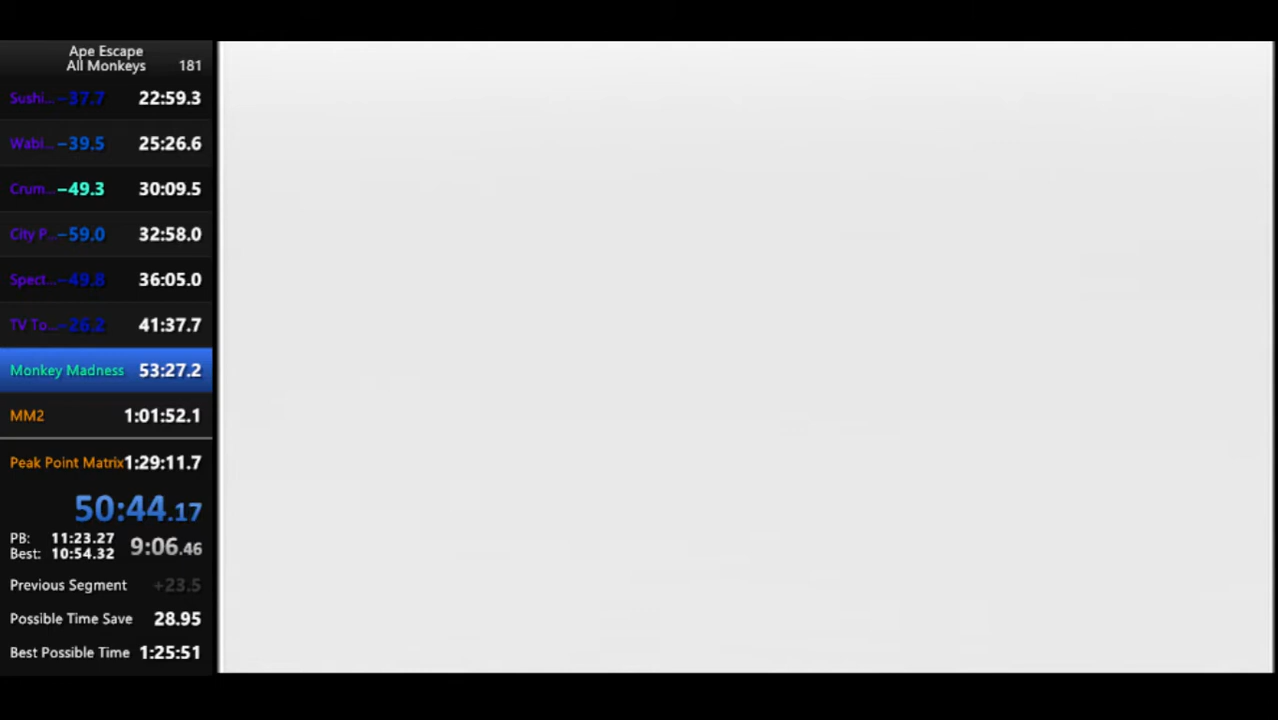 Ape Escape
All Monkeys 181
Sushi... −37.7 22:59.3
Wabi... −39.5 25:26.6
Crum... −49.3 30:09.5
City P... −59.0 32:58.0
Spect... −49.8 36:05.0
TV To... −26.2 41:37.7
Monkey Madness 53:27.2
MM2 1:01:52.1
Peak Point Matrix 1:29:11.7
50:44.17
PB: 11:23.27
Best: 10:54.32 9:06.46
Previous Segment +23.5
Possible Time Save 28.95
Best Possible Time 1:25:51